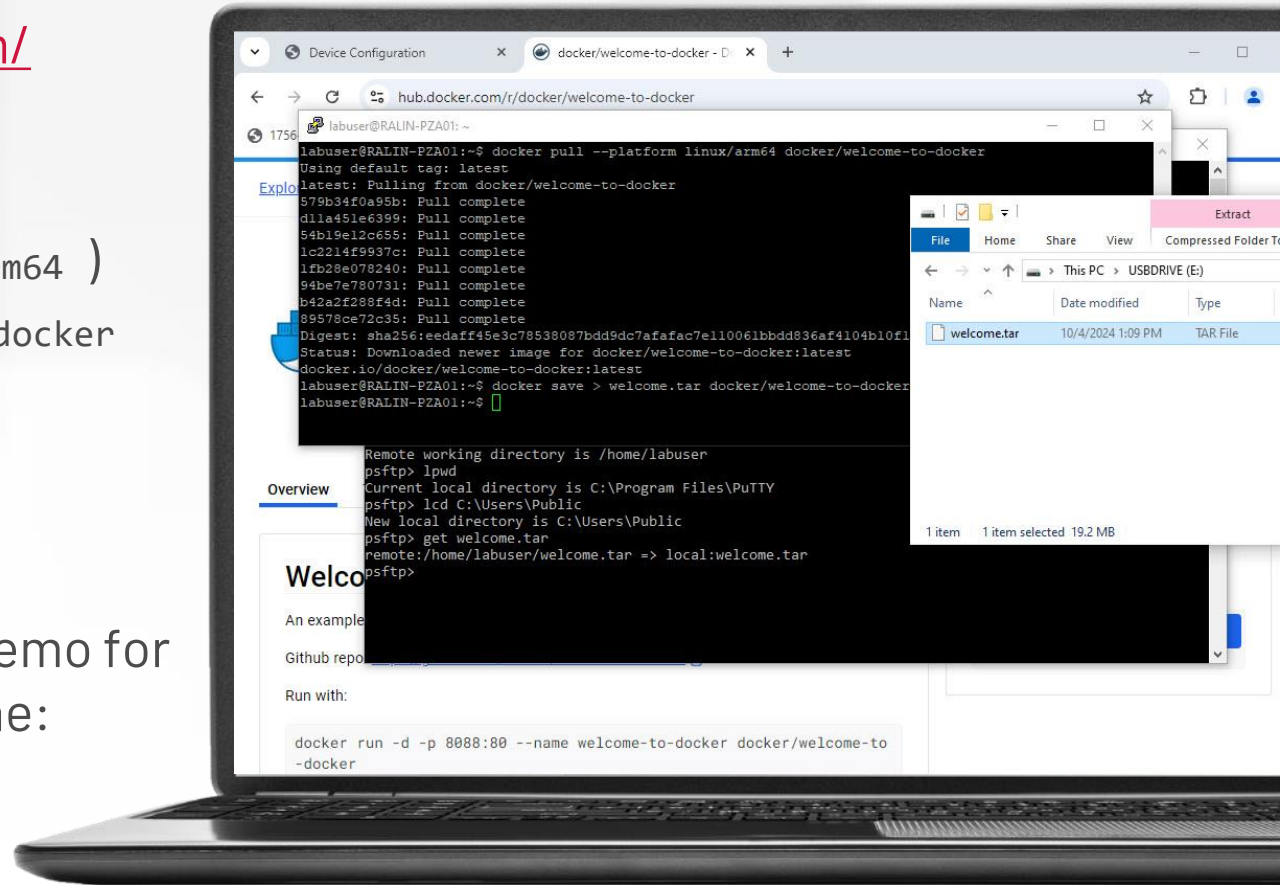 n/
m64 )
docker
emo for
ne:
Device Configuration
docker/welcome-to-docker - D
hub.docker.com/r/docker/welcome-to-docker
1756
Explo
labuser@RALIN-PZA01: ~
labuser@RALIN-PZA01:~$ docker pull --platform linux/arm64 docker/welcome-to-docker
Using default tag: latest
latest: Pulling from docker/welcome-to-docker
579b34f0a95b: Pull complete
d11a451e6399: Pull complete
54b19e12c655: Pull complete
1c2214f9937c: Pull complete
1fb28e078240: Pull complete
94be7e780731: Pull complete
b42a2f288f4d: Pull complete
89578ce72c35: Pull complete
Digest: sha256:eedaff45e3c78538087bdd9dc7afafac7e110061bbdd836af4104b10f1
Status: Downloaded newer image for docker/welcome-to-docker:latest
docker.io/docker/welcome-to-docker:latest
labuser@RALIN-PZA01:~$ docker save > welcome.tar docker/welcome-to-docker
labuser@RALIN-PZA01:~$
Extract
File Home Share View Compressed Folder To
This PC > USBDRIVE (E:)
Name Date modified Type
welcome.tar 10/4/2024 1:09 PM TAR File
1 item 1 item selected 19.2 MB
Remote working directory is /home/labuser
psftp> lpwd
Current local directory is C:\Program Files\PuTTY
psftp> lcd C:\Users\Public
New local directory is C:\Users\Public
psftp> get welcome.tar
remote:/home/labuser/welcome.tar => local:welcome.tar
psftp>
Overview
Welco
An example
Github repo
Run with:
docker run -d -p 8088:80 --name welcome-to-docker docker/welcome-to
-docker